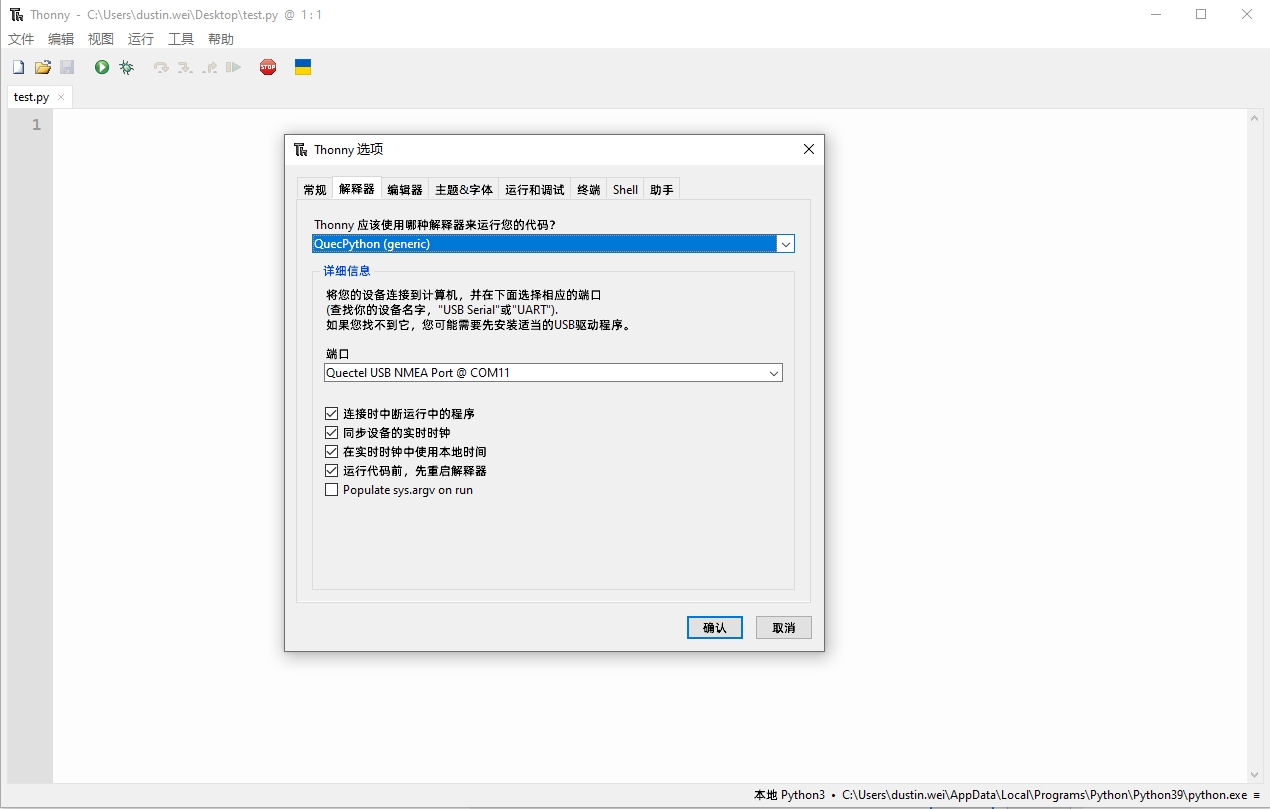 Thonny - C:\Users\dustin.wei\Desktop\test.py @ 1 : 1
文件 编辑 视图 运行 工具 帮助
STOP
test.py ×
1
Thonny 选项
常规 解释器 编辑器 主题&字体 运行和调试 终端 Shell 助手
Thonny 应该使用哪种解释器来运行您的代码?
QuecPython (generic)
详细信息
将您的设备连接到计算机，并在下面选择相应的端口
(查找你的设备名字，"USB Serial"或"UART").
如果您找不到它，您可能需要先安装适当的USB驱动程序。
端口
Quectel USB NMEA Port @ COM11
连接时中断运行中的程序
同步设备的实时时钟
在实时时钟中使用本地时间
运行代码前，先重启解释器
Populate sys.argv on run
确认 取消
本地 Python3 • C:\Users\dustin.wei\AppData\Local\Programs\Python\Python39\python.exe ≡